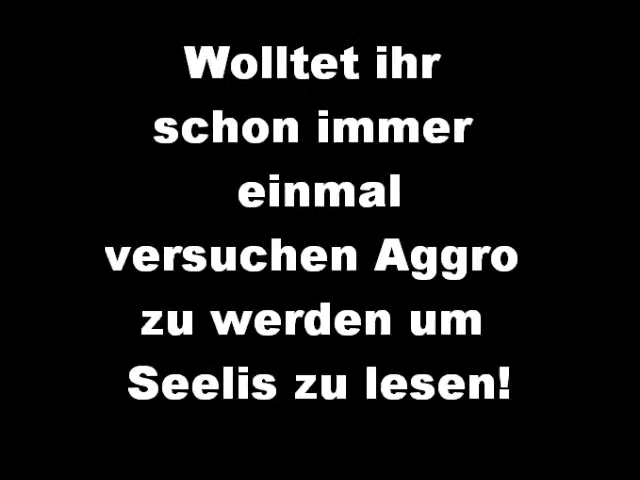 Wolltet ihr
schon immer
einmal
versuchen Aggro
zu werden um
Seelis zu lesen!